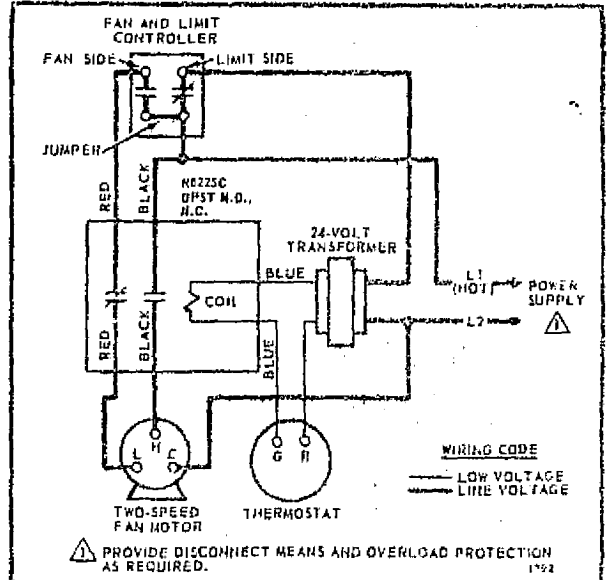 FAN AND LIMIT
CONTROLLER
FAN SIDE
LIMIT SIDE
JUMPER
RED
BLACK
R8225C
DPST N.O.,
N.C.
24-VOLT
TRANSFORMER
BLUE
L1
(HOT)
POWER
SUPPLY
1
COIL
L2
RED
BLACK
BLUE
H
L
C
G
R
WIRING CODE
LOW VOLTAGE
LINE VOLTAGE
TWO-SPEED
FAN MOTOR
THERMOSTAT
1 PROVIDE DISCONNECT MEANS AND OVERLOAD PROTECTION
AS REQUIRED.